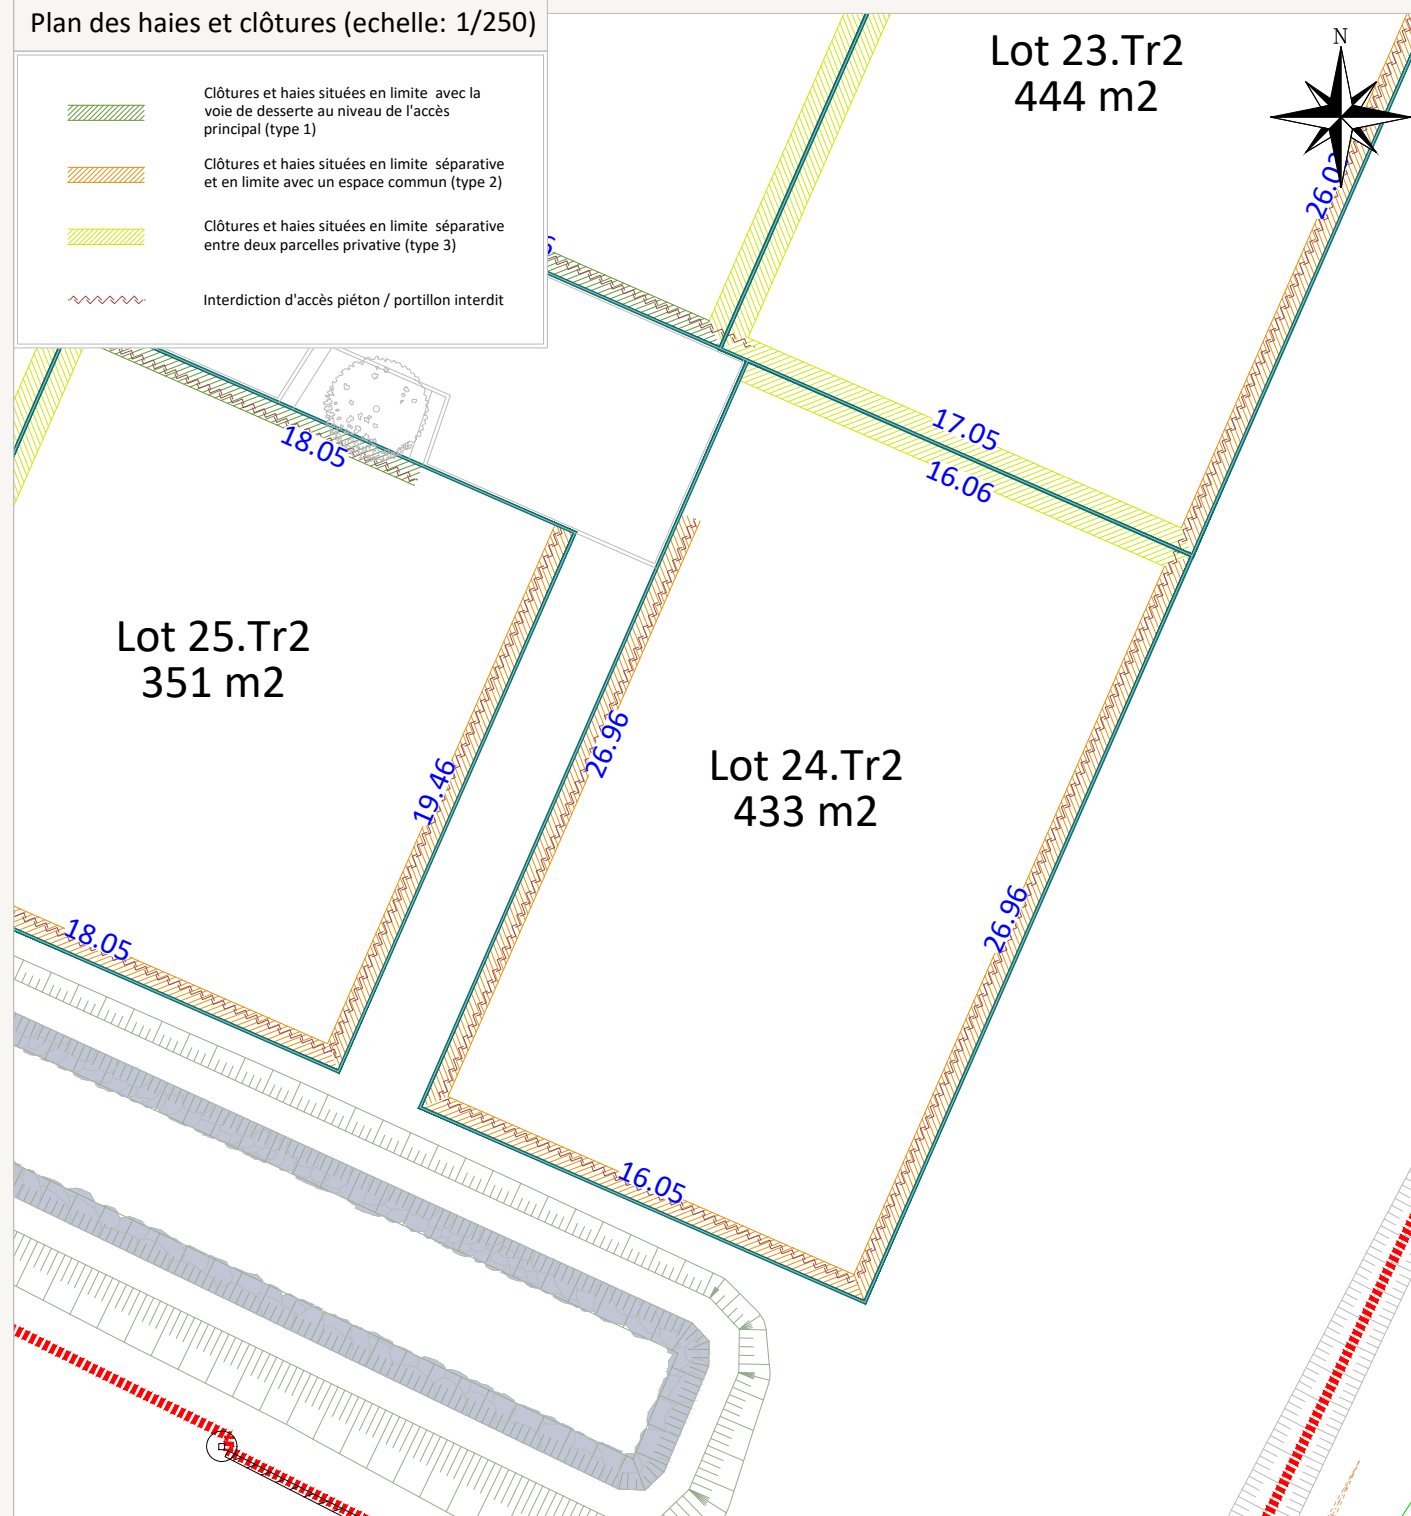 Plan des haies et clôtures (echelle: 1/250)
Clôtures et haies situées en limite avec la
voie de desserte au niveau de l'accès
principal (type 1)
Clôtures et haies situées en limite séparative
et en limite avec un espace commun (type 2)
Clôtures et haies situées en limite séparative
entre deux parcelles privative (type 3)
Interdiction d'accès piéton / portillon interdit
Lot 23.Tr2
444 m2
N
17.05
16.06
18.05
Lot 25.Tr2
351 m2
26.96
19.46
Lot 24.Tr2
433 m2
26.96
18.05
16.05